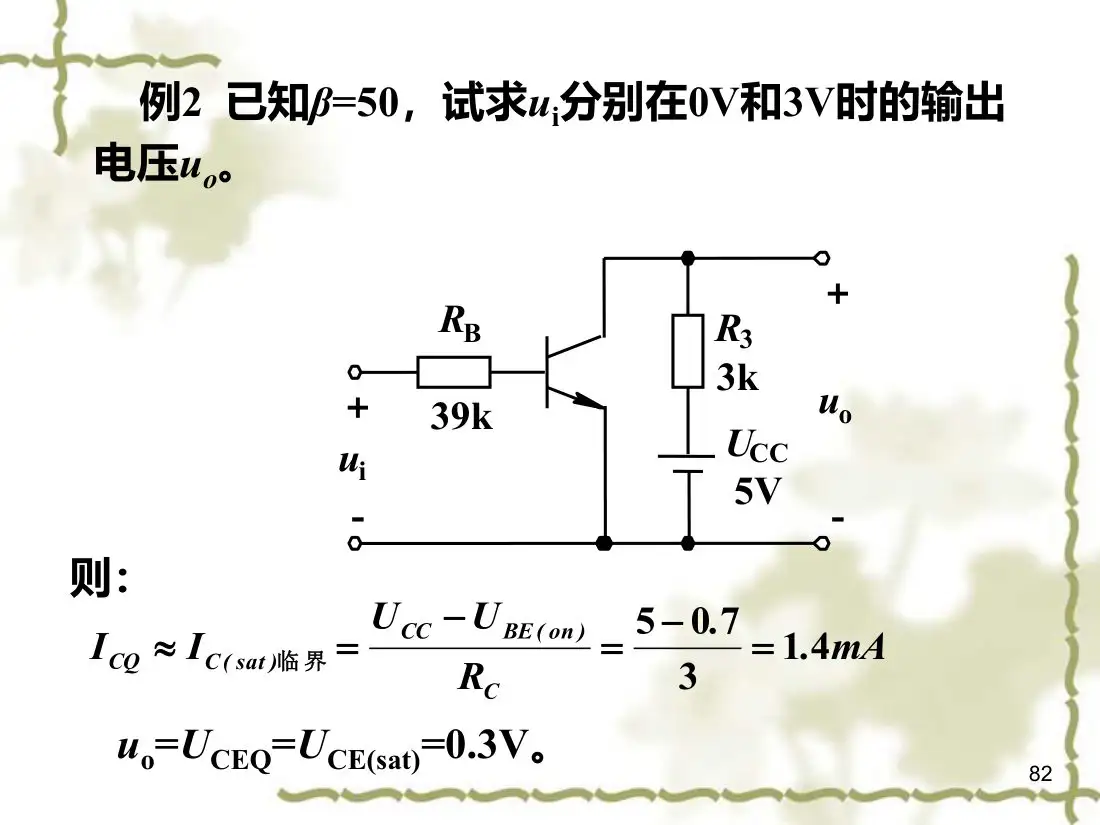 例2 已知β=50，试求ui分别在0V和3V时的输出
电压uo。
RB
39k
+
ui
-
R3
3k
UCC
5V
+
uo
-
则：
ICQ ≈ IC(sat)临界 = (UCC − UBE(on)) / RC = (5 − 0.7) / 3 = 1.4mA
uo=UCEQ=UCE(sat)=0.3V。
82